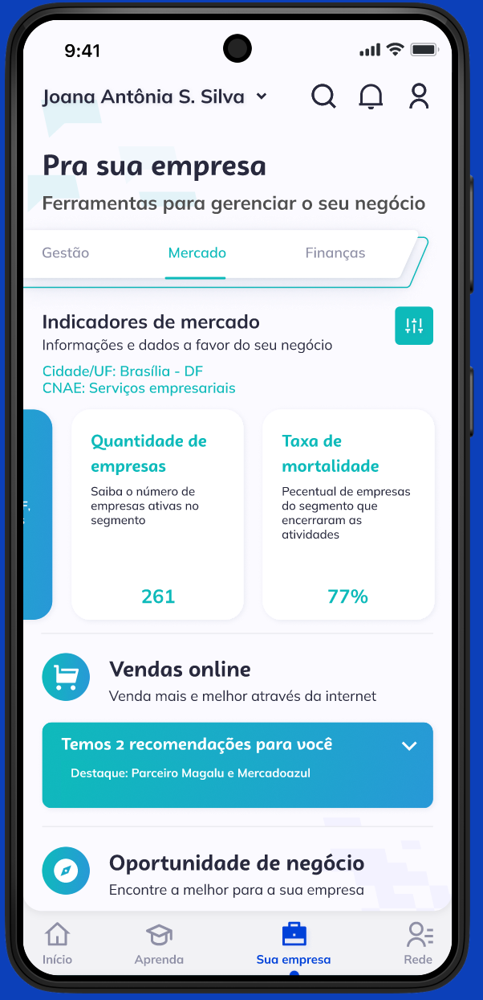 9:41
Joana Antônia S. Silva
Pra sua empresa
Ferramentas para gerenciar o seu negócio
Gestão
Mercado
Finanças
Indicadores de mercado
Informações e dados a favor do seu negócio
Cidade/UF: Brasília - DF
CNAE: Serviços empresariais
Quantidade de
empresas
Saiba o número de
empresas ativas no
segmento
261
Taxa de
mortalidade
Pecentual de empresas
do segmento que
encerraram as
atividades
77%
Vendas online
Venda mais e melhor através da internet
Temos 2 recomendações para você
Destaque: Parceiro Magalu e Mercadoazul
Oportunidade de negócio
Encontre a melhor para a sua empresa
Início
Aprenda
Sua empresa
Rede